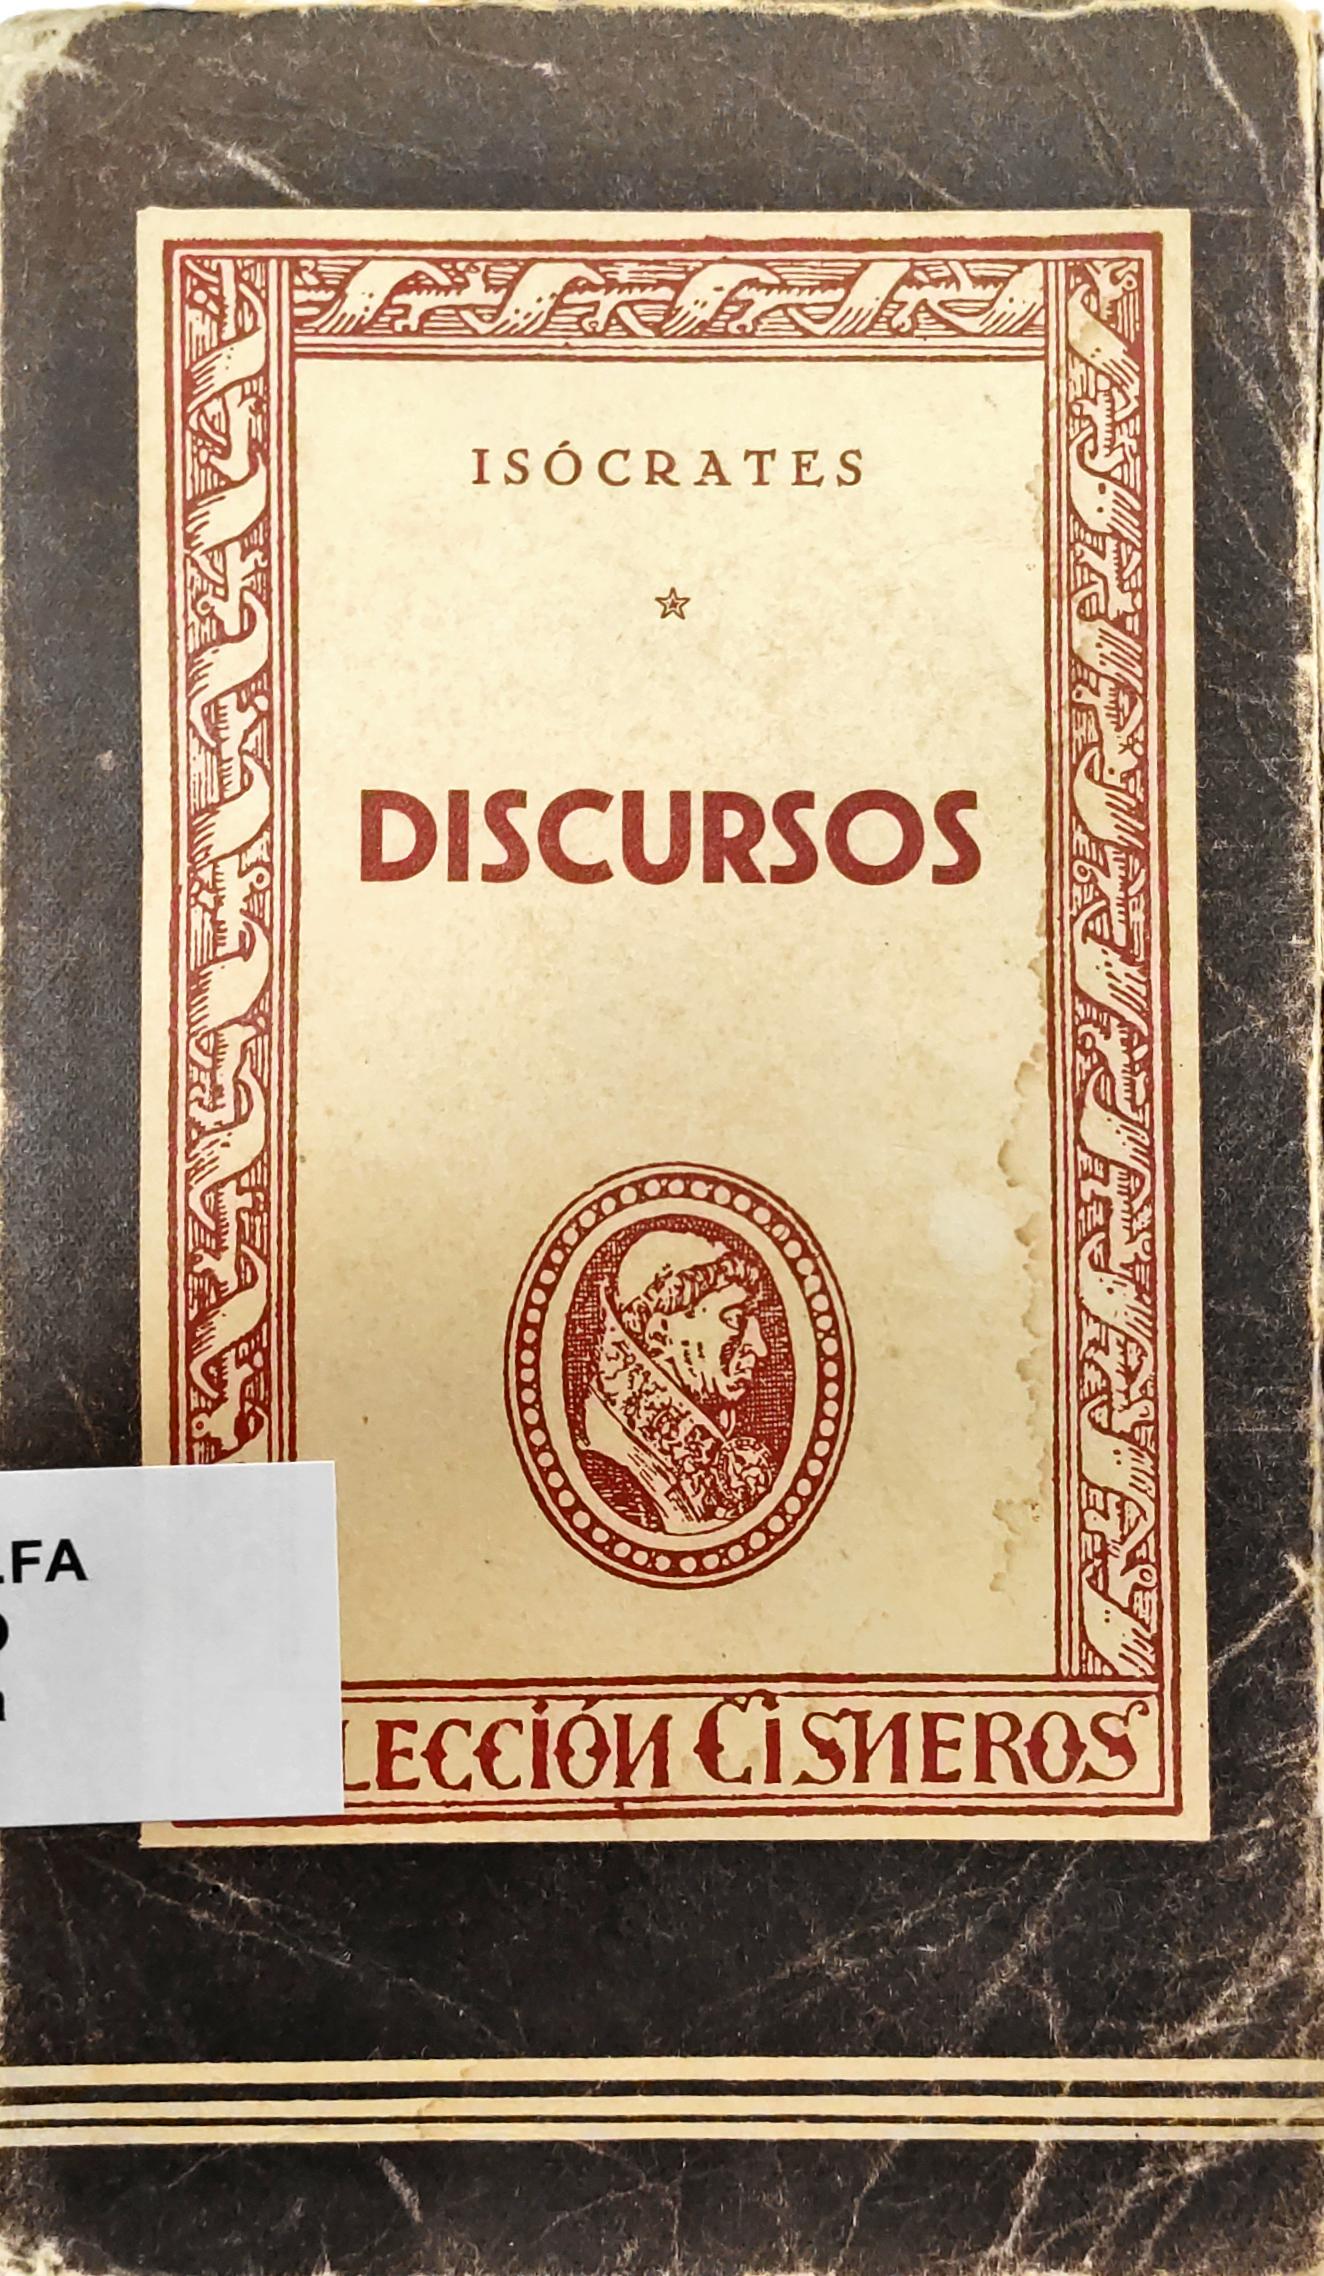 ISÓCRATES
DISCURSOS
LFA
LECCIÓN CISNEROS